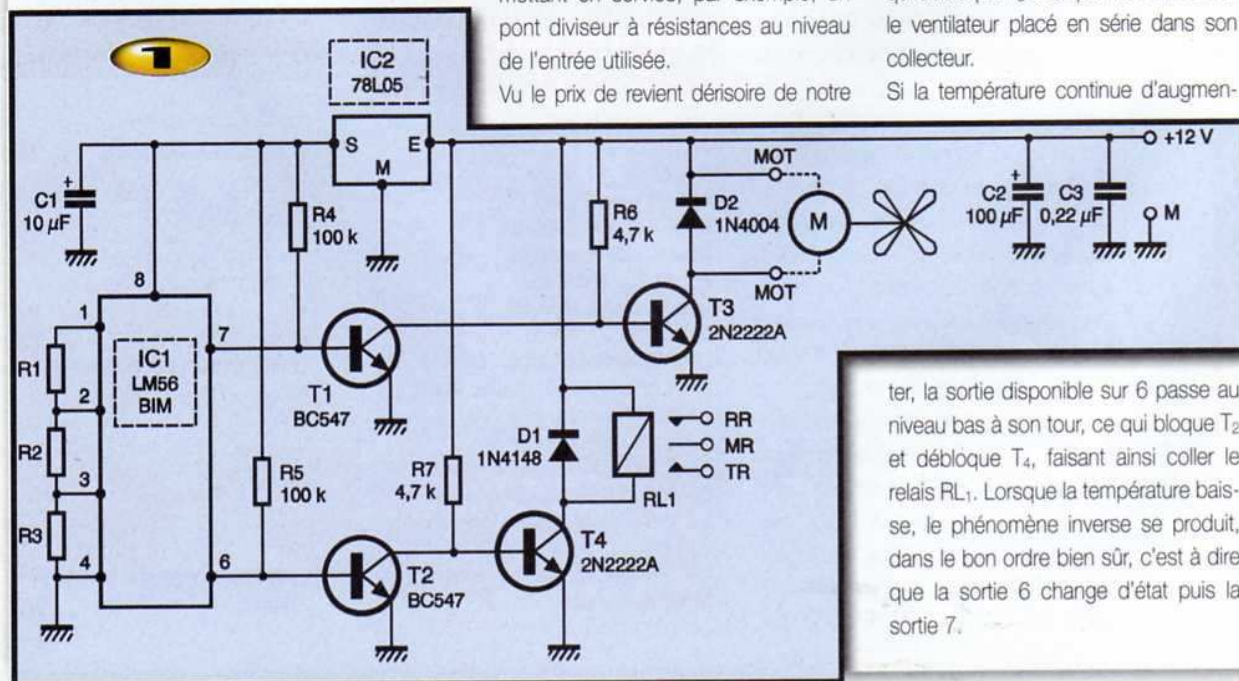 mettant en service, par exemple, un
pont diviseur à résistances au niveau
de l'entrée utilisée.
Vu le prix de revient dérisoire de notre
le ventilateur placé en série dans son
collecteur.
Si la température continue d'augmen-
1
IC2
78L05
S
E
M
+12 V
C1
10 µF
+
R4
100 k
R6
4,7 k
MOT
D2
1N4004
M
MOT
C2
100 µF
+
C3
0,22 µF
M
8
1
2
3
4
7
6
R1
R2
R3
IC1
LM56
BIM
T1
BC547
T3
2N2222A
R5
100 k
R7
4,7 k
D1
1N4148
RL1
RR
MR
TR
T2
BC547
T4
2N2222A
ter, la sortie disponible sur 6 passe au
niveau bas à son tour, ce qui bloque T2
et débloque T4, faisant ainsi coller le
relais RL1. Lorsque la température bais-
se, le phénomène inverse se produit,
dans le bon ordre bien sûr, c'est à dire
que la sortie 6 change d'état puis la
sortie 7.